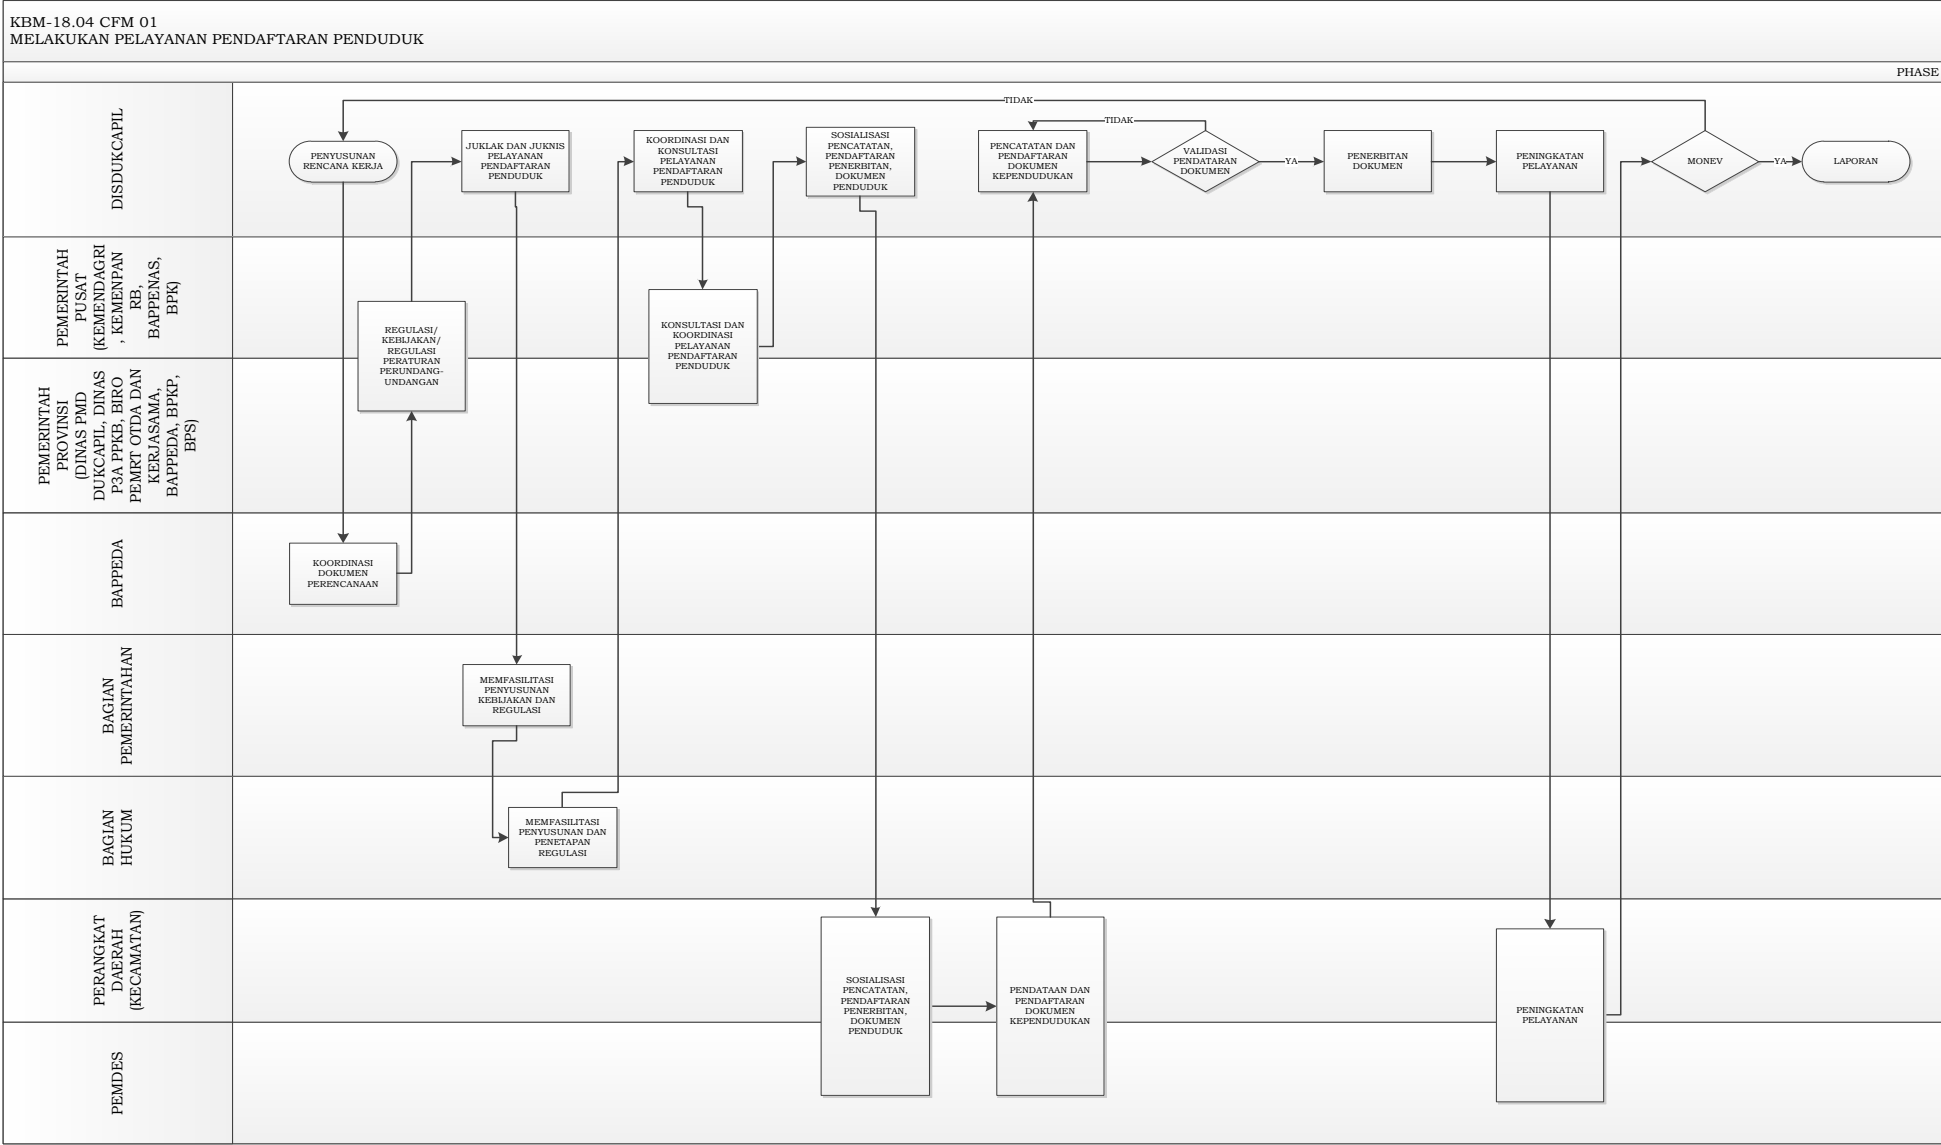 KBM-18.04 CFM 01
MELAKUKAN PELAYANAN PENDAFTARAN PENDUDUK
PHASE
DISDUKCAPIL
TIDAK
PENYUSUNAN
RENCANA KERJA
JUKLAK DAN JUKNIS
PELAYANAN
PENDAFTARAN
PENDUDUK
KOORDINASI DAN
KONSULTASI
PELAYANAN
PENDAFTARAN
PENDUDUK
SOSIALISASI
PENCATATAN,
PENDAFTARAN
PENERBITAN,
DOKUMEN
PENDUDUK
PENCATATAN DAN
PENDAFTARAN
DOKUMEN
KEPENDUDUKAN
TIDAK
VALIDASI
PENDATARAN
DOKUMEN
YA
PENERBITAN
DOKUMEN
PENINGKATAN
PELAYANAN
MONEV
YA
LAPORAN
PEMERINTAH
PUSAT
(KEMENDAGRI
, KEMENPAN
RB,
BAPPENAS,
BPK)
REGULASI/
KEBIJAKAN/
REGULASI
PERATURAN
PERUNDANG-
UNDANGAN
KONSULTASI DAN
KOORDINASI
PELAYANAN
PENDAFTARAN
PENDUDUK
PEMERINTAH
PROVINSI
(DINAS PMD
DUKCAPIL, DINAS
P3A PPKB, BIRO
PEMRT OTDA DAN
KERJASAMA,
BAPPEDA, BPKP,
BPS)
BAPPEDA
KOORDINASI
DOKUMEN
PERENCANAAN
BAGIAN
PEMERINTAHAN
MEMFASILITASI
PENYUSUNAN
KEBIJAKAN DAN
REGULASI
BAGIAN
HUKUM
MEMFASILITASI
PENYUSUNAN DAN
PENETAPAN
REGULASI
PERANGKAT
DAERAH
(KECAMATAN)
SOSIALISASI
PENCATATAN,
PENDAFTARAN
PENERBITAN,
DOKUMEN
PENDUDUK
PENDATAAN DAN
PENDAFTARAN
DOKUMEN
KEPENDUDUKAN
PENINGKATAN
PELAYANAN
PEMDES